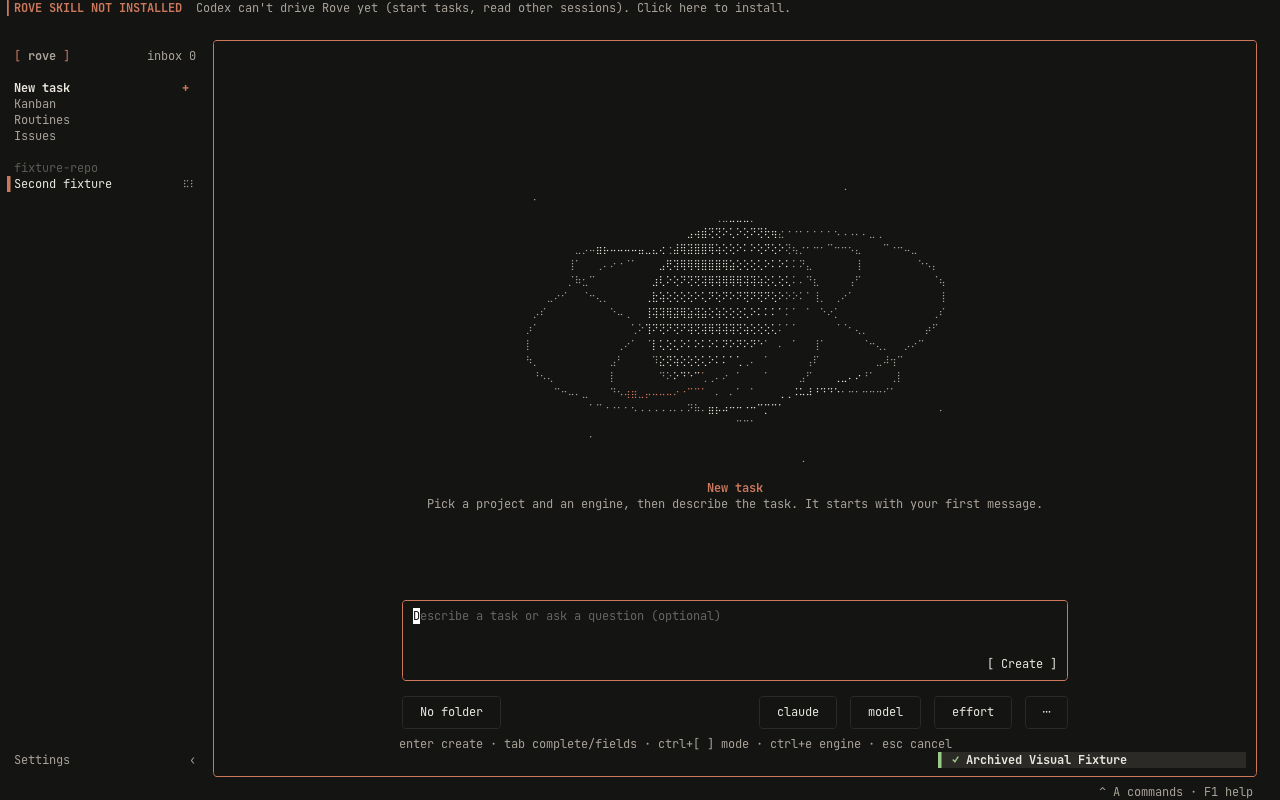 ROVE SKILL NOT INSTALLED  Codex can't drive Rove yet (start tasks, read other sessions). Click here to install.
[ rove ]  inbox 0
New task  +
Kanban
Routines
Issues
fixture-repo
Second fixture
New task
Pick a project and an engine, then describe the task. It starts with your first message.
Describe a task or ask a question (optional)
[ Create ]
No folder  claude  model  effort  ⋯
enter create · tab complete/fields · ctrl+[ ] mode · ctrl+e engine · esc cancel
Settings  ‹  ✓ Archived Visual Fixture
^ A commands · F1 help